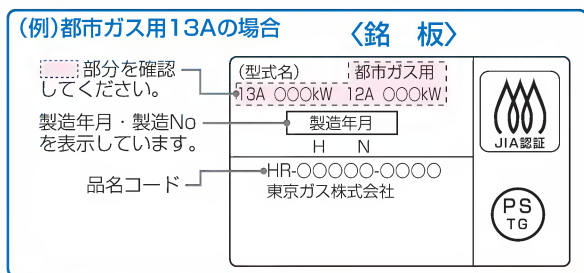 (例)都市ガス用13Aの場合
〈銘 板〉
部分を確認
してください。
製造年月・製造No
を表示しています。
品名コード
(型式名) 都市ガス用
13A ○○○kW 12A ○○○kW
製造年月
H N
HR-○○○○○-○○○○
東京ガス株式会社
JIA認証
PS
TG